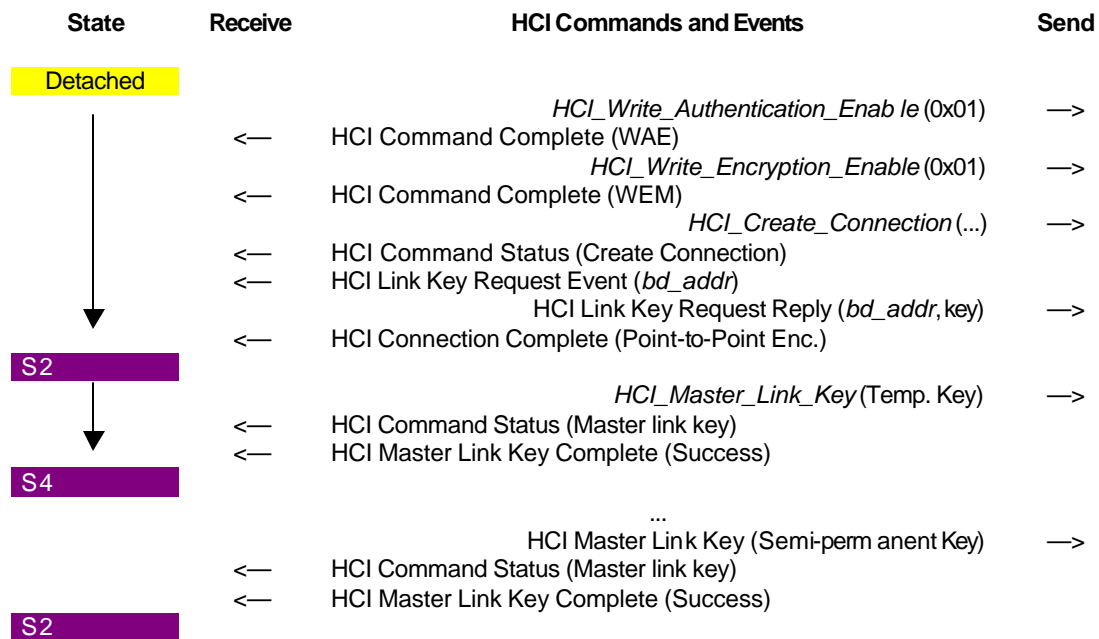 State Receive HCI Commands and Events Send
Detached
HCI_Write_Authentication_Enab le (0x01) —>
<— HCI Command Complete (WAE)
HCI_Write_Encryption_Enable (0x01) —>
<— HCI Command Complete (WEM)
HCI_Create_Connection (...) —>
<— HCI Command Status (Create Connection)
<— HCI Link Key Request Event (bd_addr)
HCI Link Key Request Reply (bd_addr, key) —>
<— HCI Connection Complete (Point-to-Point Enc.)
S2
HCI_Master_Link_Key (Temp. Key) —>
<— HCI Command Status (Master link key)
<— HCI Master Link Key Complete (Success)
S4
...
HCI Master Link Key (Semi-perm anent Key) —>
<— HCI Command Status (Master link key)
<— HCI Master Link Key Complete (Success)
S2